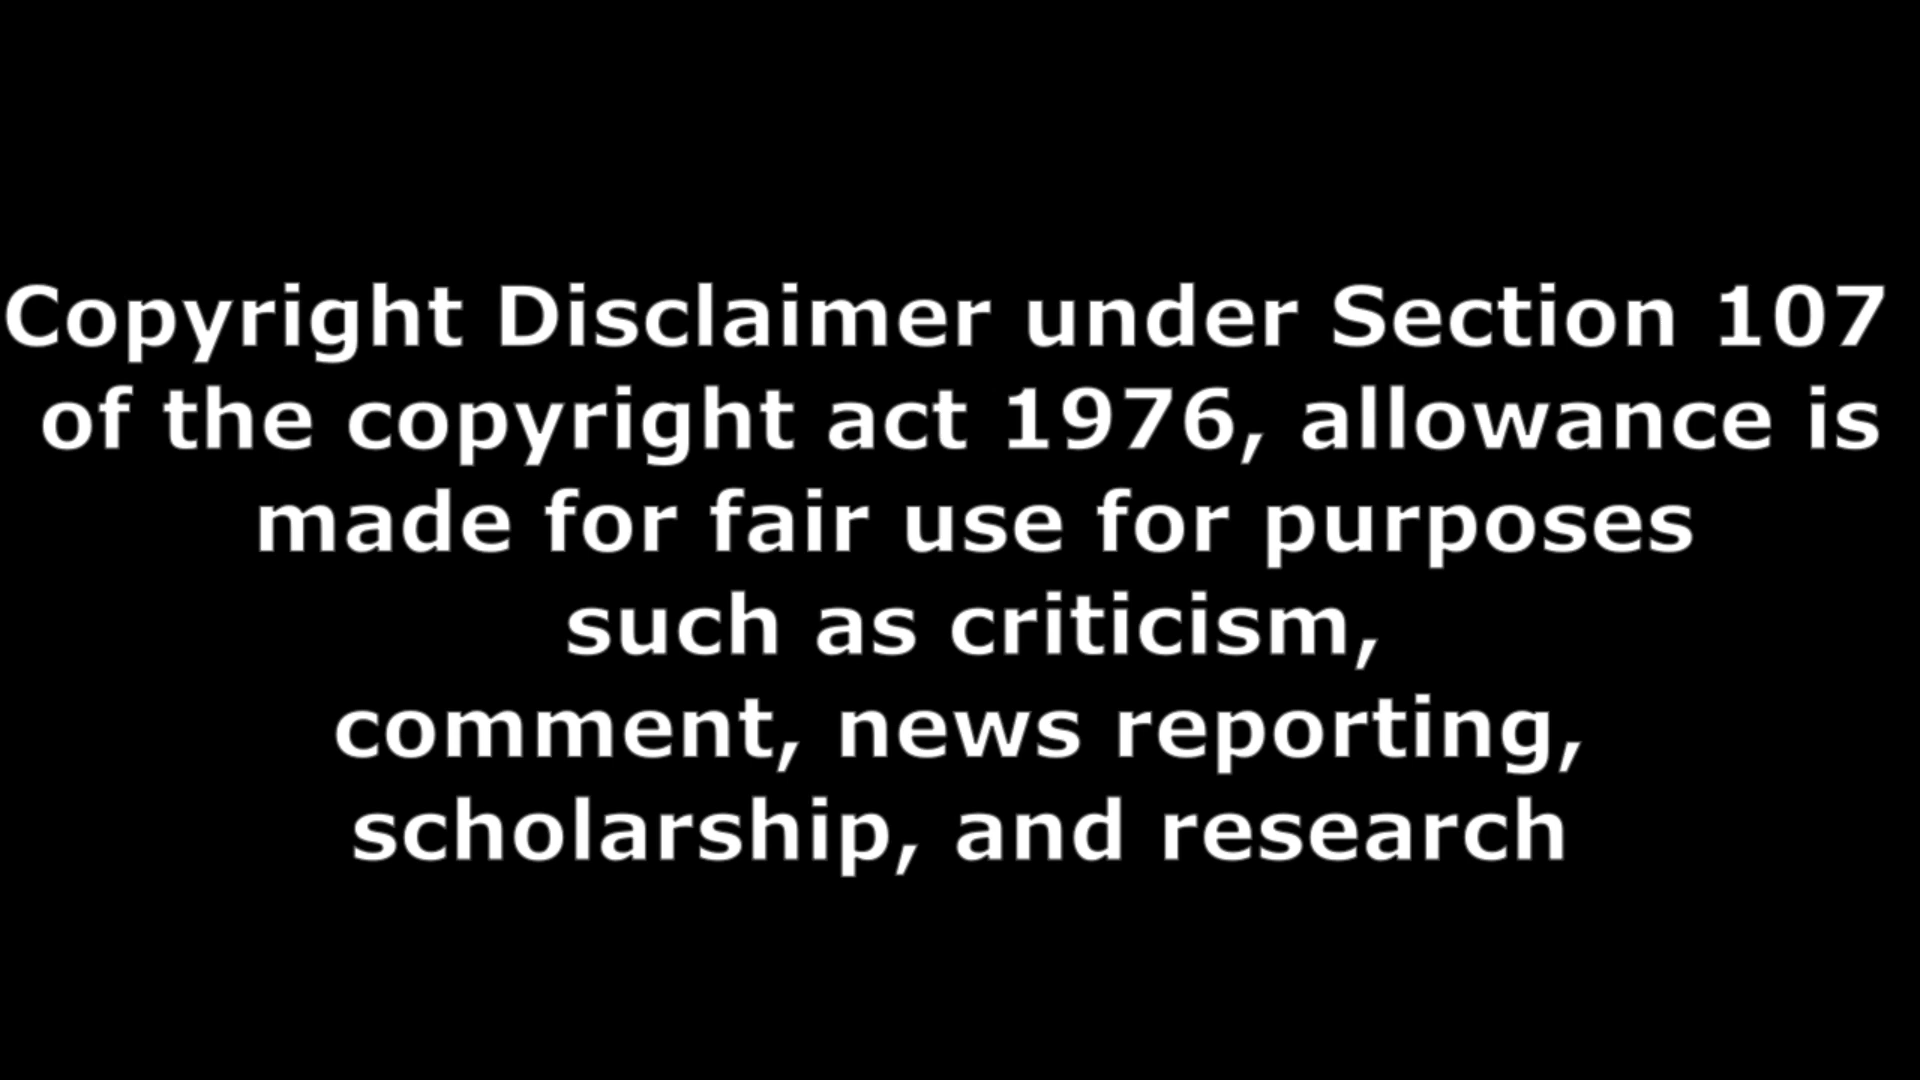 Copyright Disclaimer under Section 107
of the copyright act 1976, allowance is
made for fair use for purposes
such as criticism,
comment, news reporting,
scholarship, and research